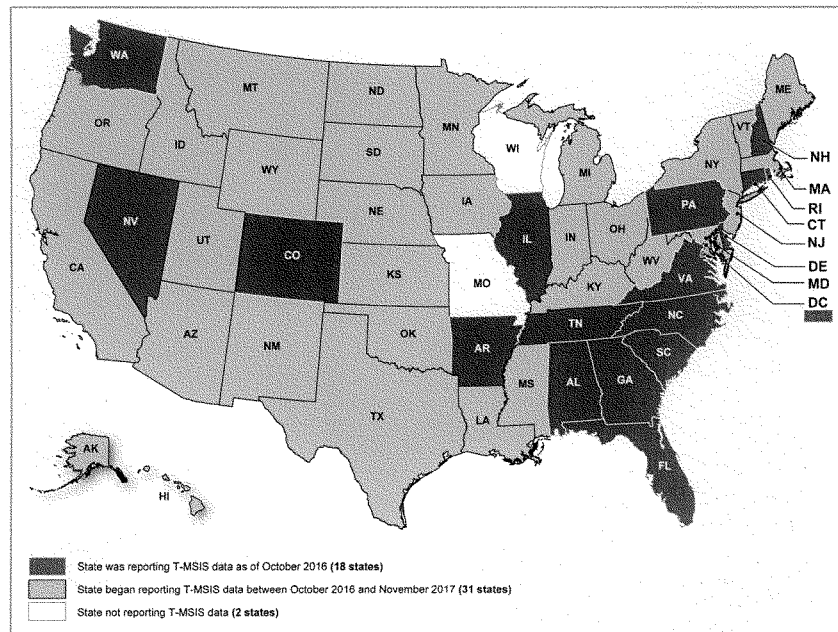 WA
MT
ND
ME
OR
MN
VT
ID
SD
WI
NY
NH
WY
MI
MA
RI
IA
PA
CT
NE
NV
OH
NJ
UT
IL
IN
DE
CO
WV
MD
CA
KS
MO
VA
DC
KY
NC
TN
OK
AZ
NM
AR
SC
MS
AL
GA
TX
LA
FL
AK
HI
State was reporting T-MSIS data as of October 2016 (18 states)
State began reporting T-MSIS data between October 2016 and November 2017 (31 states)
State not reporting T-MSIS data (2 states)